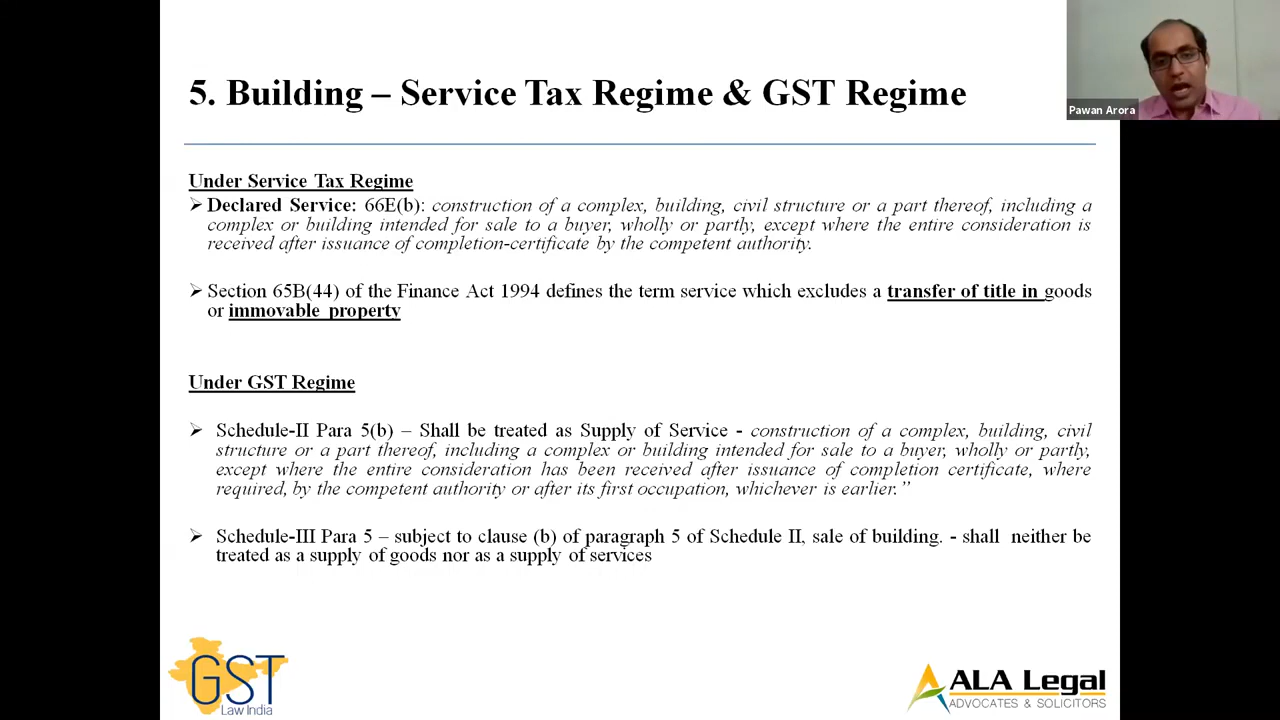 5. Building – Service Tax Regime & GST Regime
Pawan Arora
Under Service Tax Regime
➢ Declared Service: 66E(b): construction of a complex, building, civil structure or a part thereof, including a
complex or building intended for sale to a buyer, wholly or partly, except where the entire consideration is
received after issuance of completion-certificate by the competent authority.
➢ Section 65B(44) of the Finance Act 1994 defines the term service which excludes a transfer of title in goods
or immovable property
Under GST Regime
➢ Schedule-II Para 5(b) – Shall be treated as Supply of Service - construction of a complex, building, civil
structure or a part thereof, including a complex or building intended for sale to a buyer, wholly or partly,
except where the entire consideration has been received after issuance of completion certificate, where
required, by the competent authority or after its first occupation, whichever is earlier.”
➢ Schedule-III Para 5 – subject to clause (b) of paragraph 5 of Schedule II, sale of building. - shall neither be
treated as a supply of goods nor as a supply of services
GST
Law India
ALA Legal
ADVOCATES & SOLICITORS